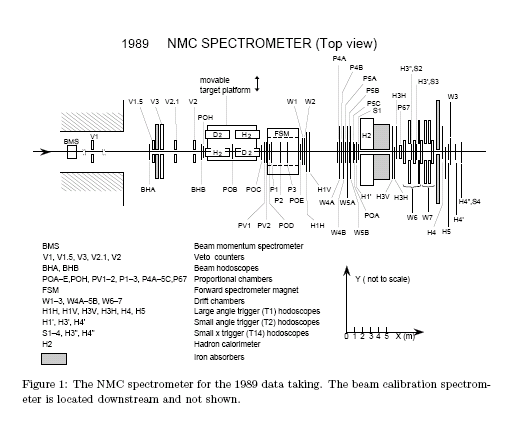 1989 NMC SPECTROMETER (Top view)
P4A
P4B
P5A
P5B
P5C
S1
H3",S2
H3',S3
H3H
P67
W3
movable
target platform
V1.5 V3 V2.1 V2
POH
W1 W2
BMS
V1
D2 H2
H2 D2
FSM
H2
BHA
BHB
POB
POC
P1
P2
P3
POE
H1V
PV1 PV2 POD
H1H
W4A
W5A
W4B
W5B
H1'
POA
H3V
H3H
W6 W7
H4
H5
H4'
H4",S4
BMS Beam momentum spectrometer
V1, V1.5, V3, V2.1, V2 Veto counters
BHA, BHB Beam hodoscopes
POA–E,POH, PV1–2, P1–3, P4A–5C,P67 Proportional chambers
FSM Forward spectrometer magnet
W1–3, W4A–5B, W6–7 Drift chambers
H1H, H1V, H3V, H3H, H4, H5 Large angle trigger (T1) hodoscopes
H1', H3', H4' Small angle trigger (T2) hodoscopes
S1–4, H3", H4" Small x trigger (T14) hodoscopes
H2 Hadron calorimeter
Iron absorbers
Y ( not to scale)
0 1 2 3 4 5 X (m)
Figure 1: The NMC spectrometer for the 1989 data taking. The beam calibration spectrom-
eter is located downstream and not shown.